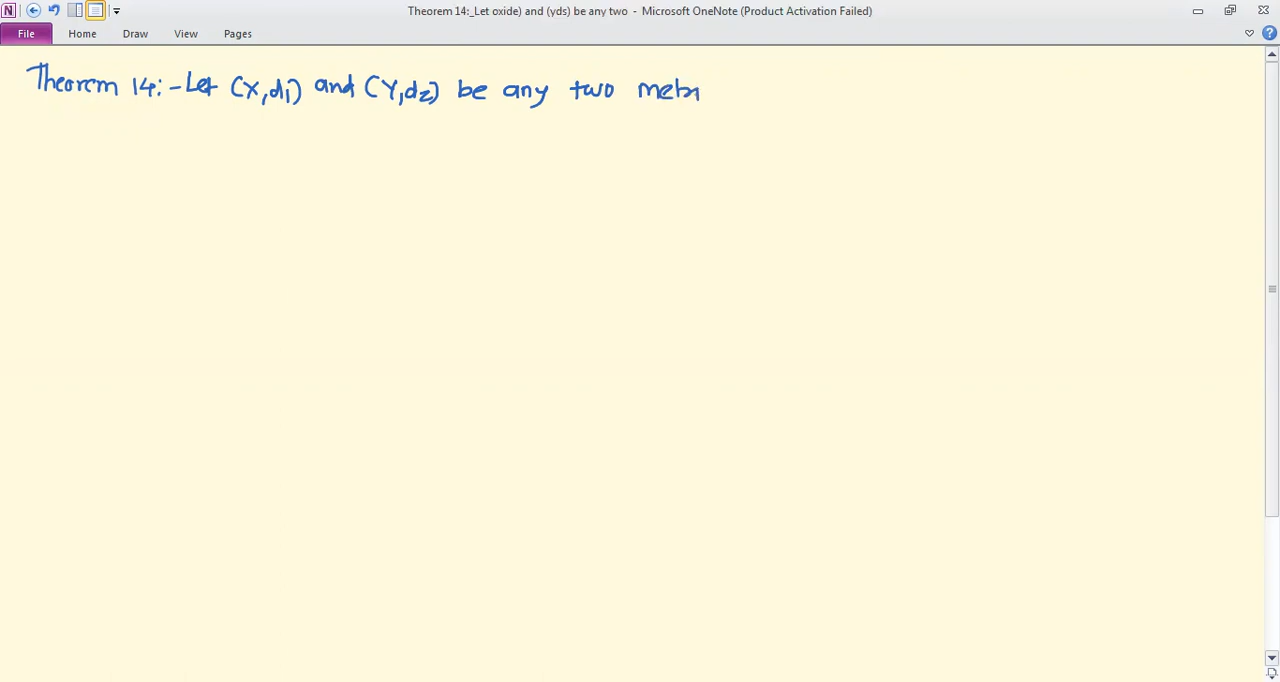 Theorem 14:_Let oxide) and (yds) be any two - Microsoft OneNote (Product Activation Failed)
File Home Draw View Pages
Theorem 14:-Let (X,d1) and (Y,d2) be any two metri